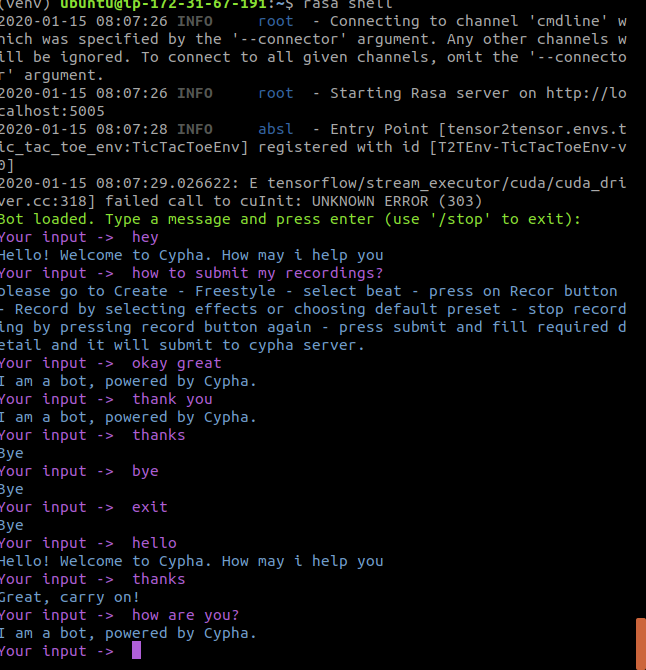 (venv) ubuntu@ip-172-31-67-191:~$ rasa shell
2020-01-15 08:07:26 INFO     root  - Connecting to channel 'cmdline' w
hich was specified by the '--connector' argument. Any other channels w
ill be ignored. To connect to all given channels, omit the '--connecto
r' argument.
2020-01-15 08:07:26 INFO     root  - Starting Rasa server on http://lo
calhost:5005
2020-01-15 08:07:28 INFO     absl  - Entry Point [tensor2tensor.envs.t
ic_tac_toe_env:TicTacToeEnv] registered with id [T2TEnv-TicTacToeEnv-v
0]
2020-01-15 08:07:29.026622: E tensorflow/stream_executor/cuda/cuda_dri
ver.cc:318] failed call to cuInit: UNKNOWN ERROR (303)
Bot loaded. Type a message and press enter (use '/stop' to exit):
Your input ->  hey
Hello! Welcome to Cypha. How may i help you
Your input ->  how to submit my recordings?
please go to Create - Freestyle - select beat - press on Recor button
- Record by selecting effects or choosing default preset - stop record
ing by pressing record button again - press submit and fill required d
etail and it will submit to cypha server.
Your input ->  okay great
I am a bot, powered by Cypha.
Your input ->  thank you
I am a bot, powered by Cypha.
Your input ->  thanks
Bye
Your input ->  bye
Bye
Your input ->  exit
Bye
Your input ->  hello
Hello! Welcome to Cypha. How may i help you
Your input ->  thanks
Great, carry on!
Your input ->  how are you?
I am a bot, powered by Cypha.
Your input ->